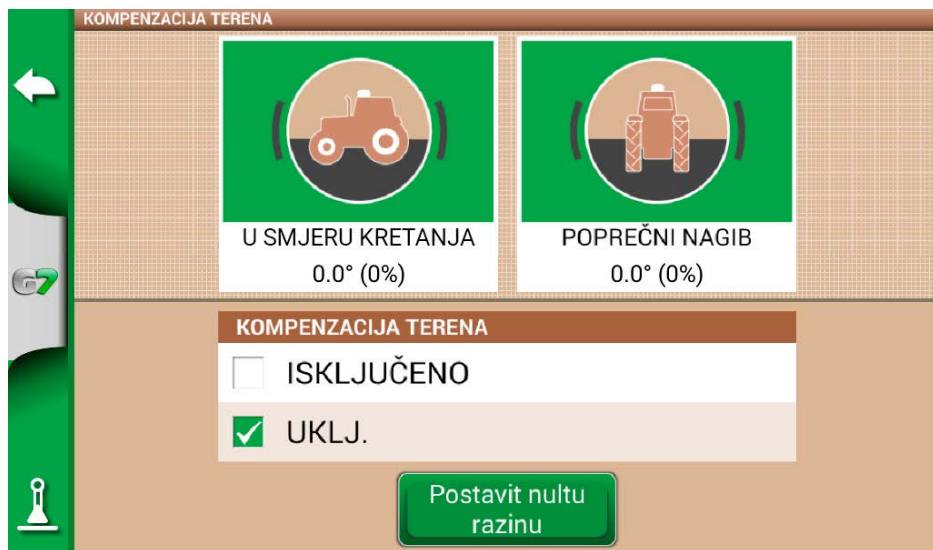 KOMPENZACIJA TERENA
U SMJERU KRETANJA
0.0° (0%)
POPREČNI NAGIB
0.0° (0%)
G7
KOMPENZACIJA TERENA
ISKLJUČENO
UKLJ.
Postavit nultu
razinu